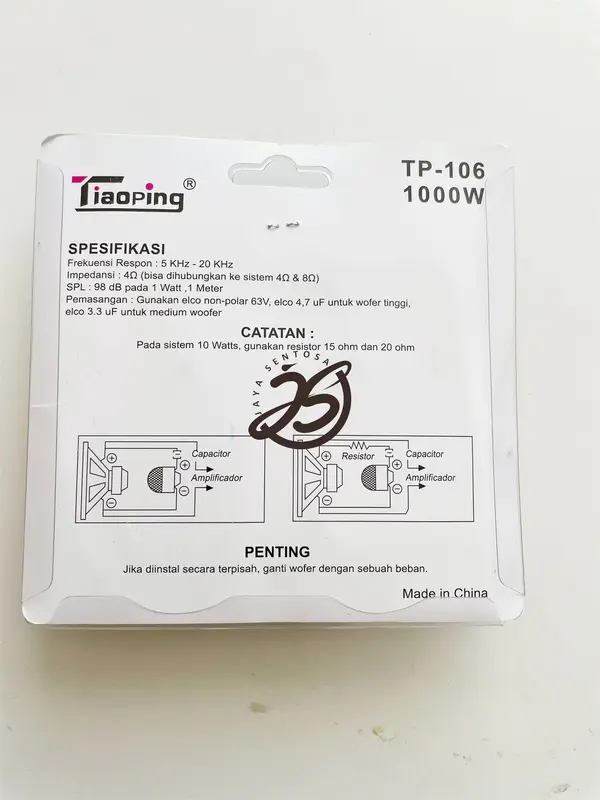 Tiaoping®
TP-106
1000W
SPESIFIKASI
Frekuensi Respon : 5 KHz - 20 KHz
Impedansi : 4Ω (bisa dihubungkan ke sistem 4Ω & 8Ω)
SPL : 98 dB pada 1 Watt ,1 Meter
Pemasangan : Gunakan elco non-polar 63V, elco 4,7 uF untuk wofer tinggi,
elco 3.3 uF untuk medium woofer
CATATAN :
Pada sistem 10 Watts, gunakan resistor 15 ohm dan 20 ohm
JAYA SENTOSA
JS
Capacitor
Amplificador
Resistor
Capacitor
Amplificador
PENTING
Jika diinstal secara terpisah, ganti wofer dengan sebuah beban.
Made in China